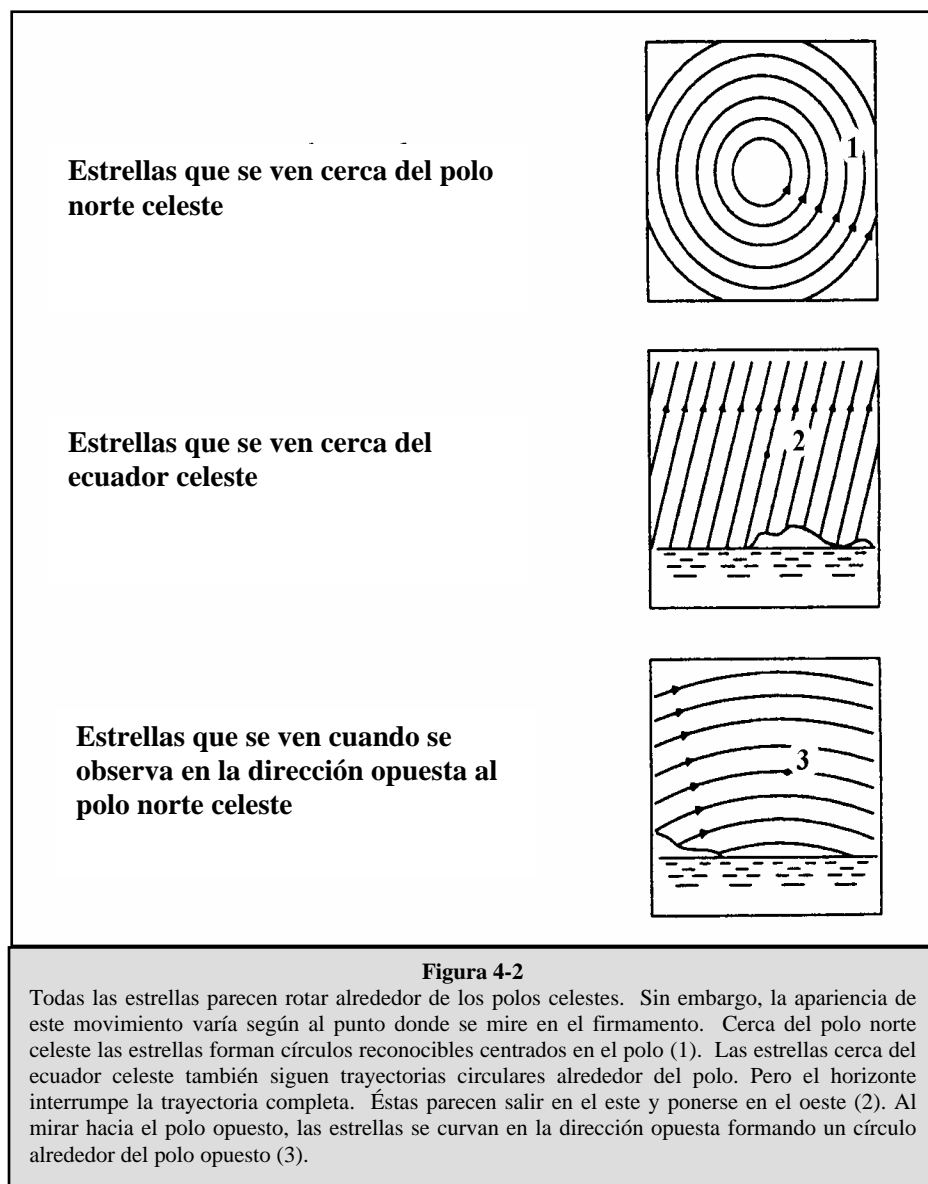 Estrellas que se ven cerca del polo
norte celeste
1
Estrellas que se ven cerca del
ecuador celeste
2
Estrellas que se ven cuando se
observa en la dirección opuesta al
polo norte celeste
3
Figura 4-2
Todas las estrellas parecen rotar alrededor de los polos celestes. Sin embargo, la apariencia de
este movimiento varía según al punto donde se mire en el firmamento. Cerca del polo norte
celeste las estrellas forman círculos reconocibles centrados en el polo (1). Las estrellas cerca del
ecuador celeste también siguen trayectorias circulares alrededor del polo. Pero el horizonte
interrumpe la trayectoria completa. Éstas parecen salir en el este y ponerse en el oeste (2). Al
mirar hacia el polo opuesto, las estrellas se curvan en la dirección opuesta formando un círculo
alrededor del polo opuesto (3).